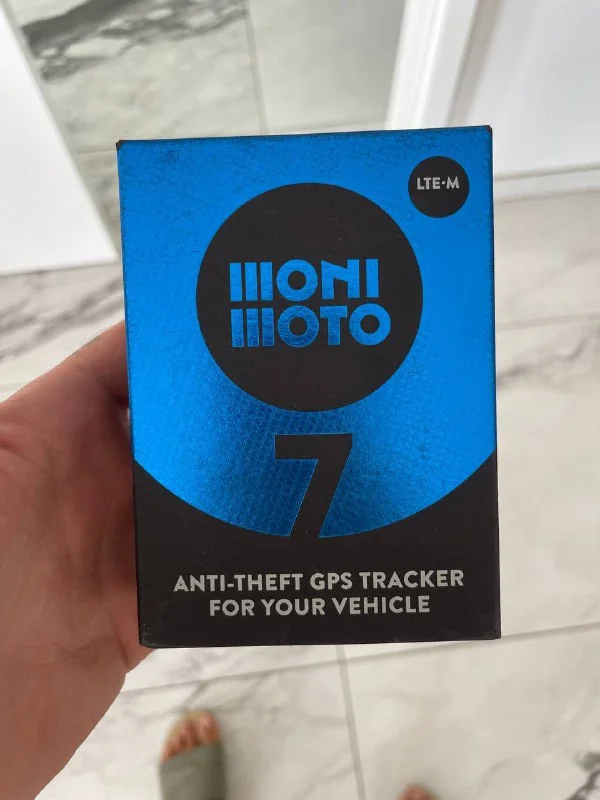 LTE-M
MONI
MOTO
7
ANTI-THEFT GPS TRACKER
FOR YOUR VEHICLE